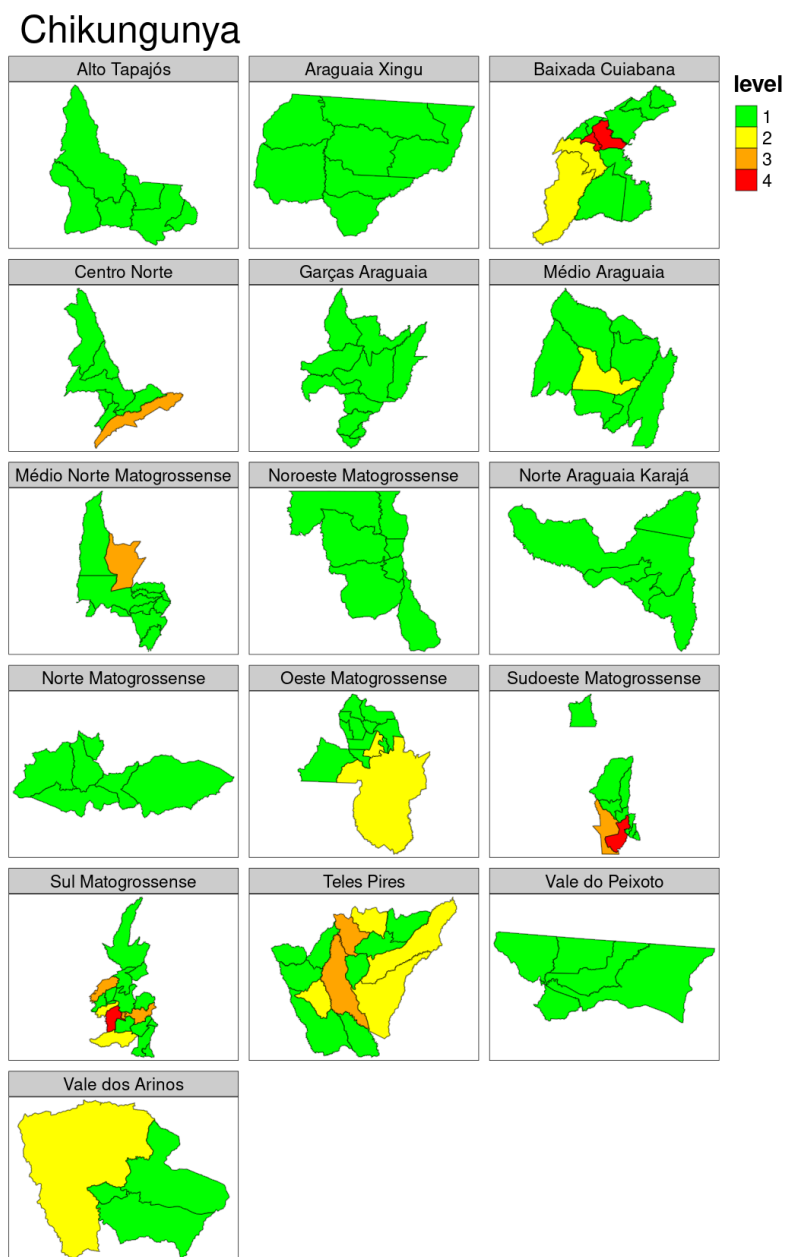 Chikungunya
Alto Tapajós
Araguaia Xingu
Baixada Cuiabana
level
1
2
3
4
Centro Norte
Garças Araguaia
Médio Araguaia
Médio Norte Matogrossense
Noroeste Matogrossense
Norte Araguaia Karajá
Norte Matogrossense
Oeste Matogrossense
Sudoeste Matogrossense
Sul Matogrossense
Teles Pires
Vale do Peixoto
Vale dos Arinos